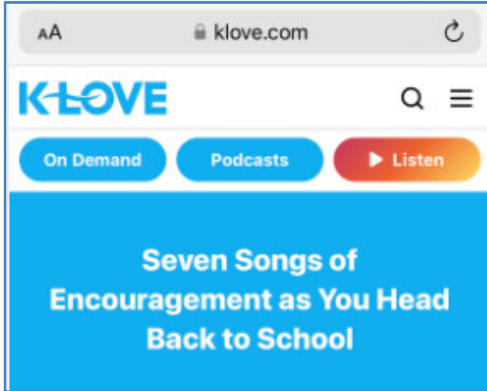 AA klove.com
K-LOVE
On Demand Podcasts Listen
Seven Songs of
Encouragement as You Head
Back to School